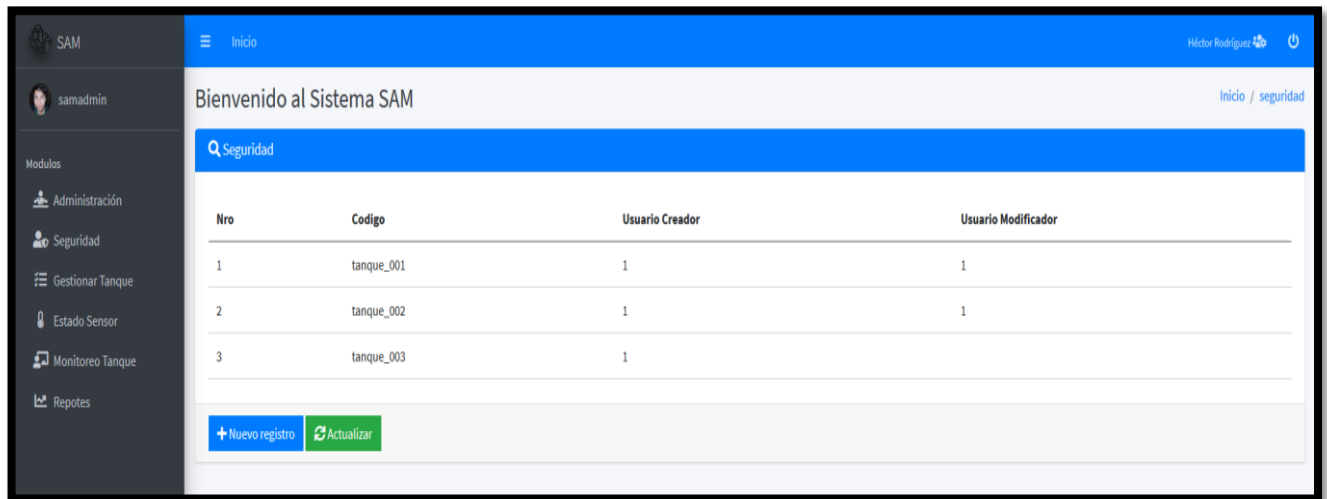 SAM
Inicio
Héctor Rodríguez
samadmin
Bienvenido al Sistema SAM
Inicio / seguridad
Modulos
Administración
Seguridad
Gestionar Tanque
Estado Sensor
Monitoreo Tanque
Repotes
Seguridad
Nro Codigo Usuario Creador Usuario Modificador
1 tanque_001 1 1
2 tanque_002 1 1
3 tanque_003 1
Nuevo registro
Actualizar